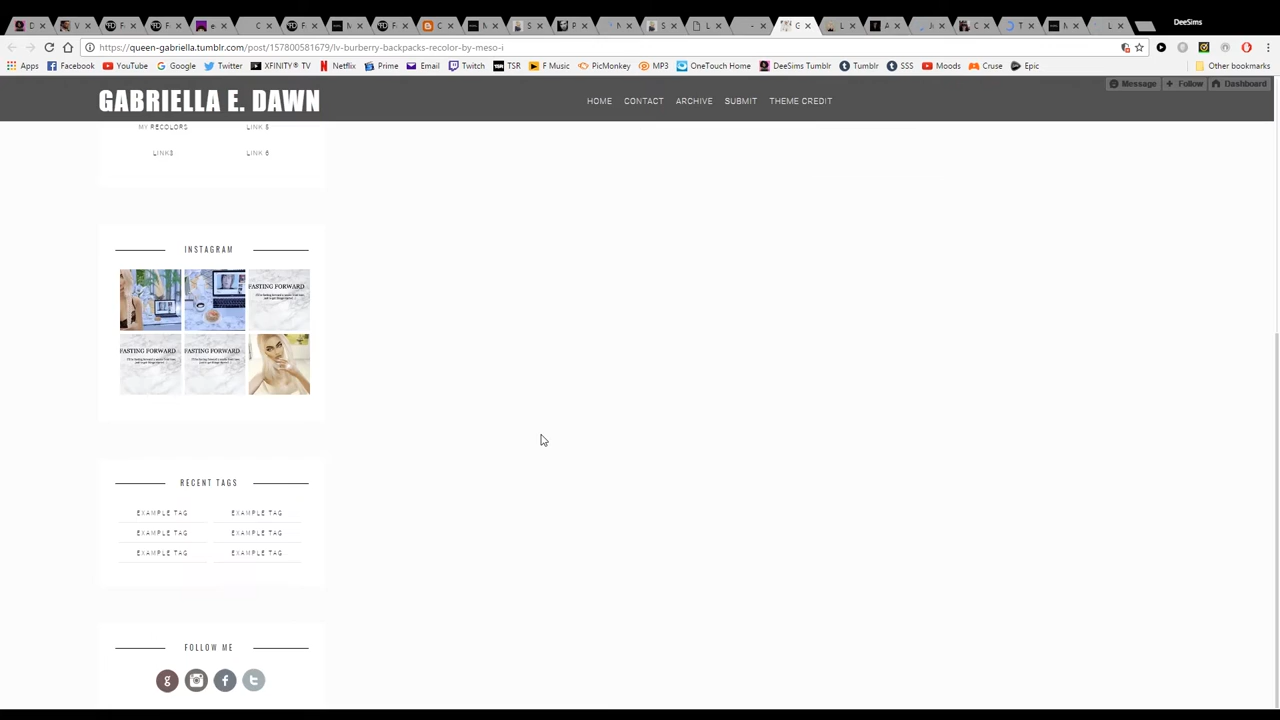 DeeSims
https://queen-gabriella.tumblr.com/post/157800581679/lv-burberry-backpacks-recolor-by-meso-i
Apps Facebook YouTube Google Twitter XFINITY® TV Netflix Prime Email Twitch TSR F Music PicMonkey MP3 OneTouch Home DeeSims Tumblr Tumblr SSS Moods Cruse Epic Other bookmarks
Message Follow Dashboard
GABRIELLA E. DAWN HOME CONTACT ARCHIVE SUBMIT THEME CREDIT
MY RECOLORS LINK 5
LINK3 LINK 6
INSTAGRAM
FASTING FORWARD
FASTING FORWARD FASTING FORWARD
RECENT TAGS
EXAMPLE TAG EXAMPLE TAG
EXAMPLE TAG EXAMPLE TAG
EXAMPLE TAG EXAMPLE TAG
FOLLOW ME